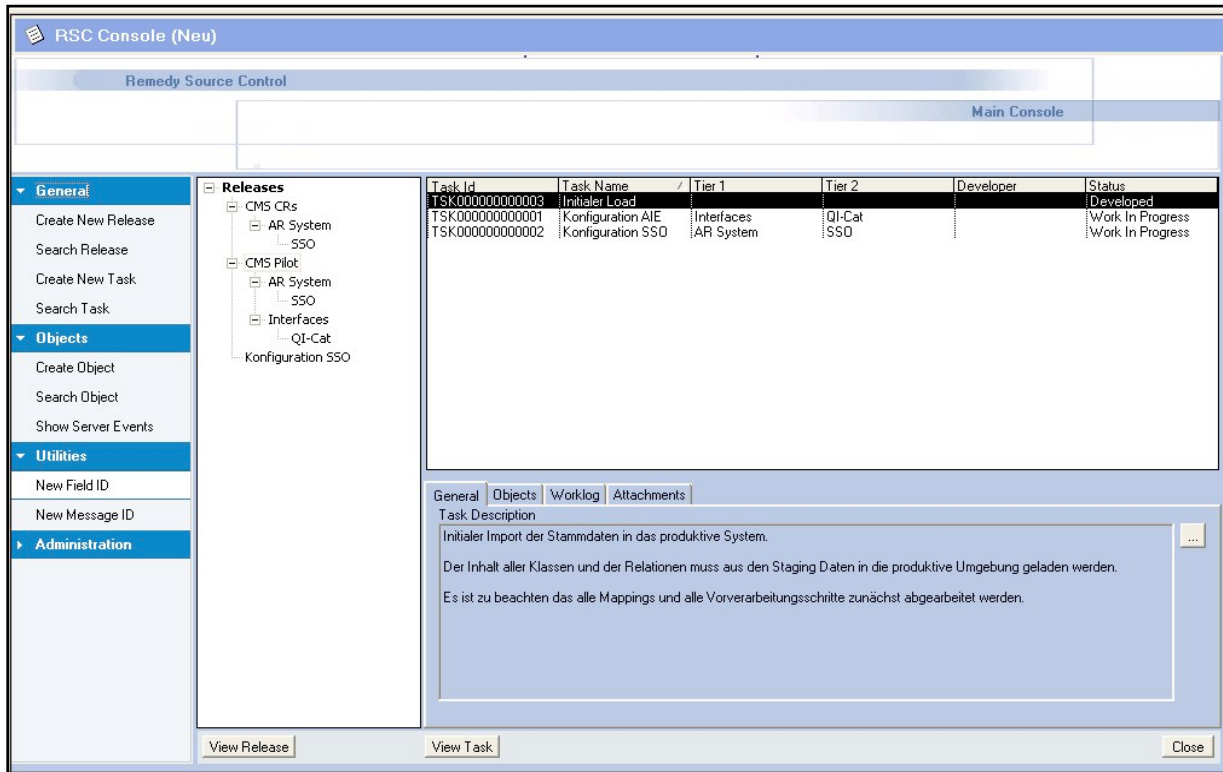 RSC Console (Neu)
Remedy Source Control
Main Console
General
Create New Release
Search Release
Create New Task
Search Task
Objects
Create Object
Search Object
Show Server Events
Utilities
New Field ID
New Message ID
Administration
Releases
CMS CRs
AR System
SSO
CMS Pilot
AR System
SSO
Interfaces
QI-Cat
Konfiguration SSO
Task Id Task Name / Tier 1 Tier 2 Developer Status
TSK000000000003 Initialer Load Developed
TSK000000000001 Konfiguration AIE Interfaces QI-Cat Work In Progress
TSK000000000002 Konfiguration SSO AR System SSO Work In Progress
General Objects Worklog Attachments
Task Description
Initialer Import der Stammdaten in das produktive System.
Der Inhalt aller Klassen und der Relationen muss aus den Staging Daten in die produktive Umgebung geladen werden.
Es ist zu beachten das alle Mappings und alle Vorverarbeitungsschritte zunächst abgearbeitet werden.
...
View Release View Task Close